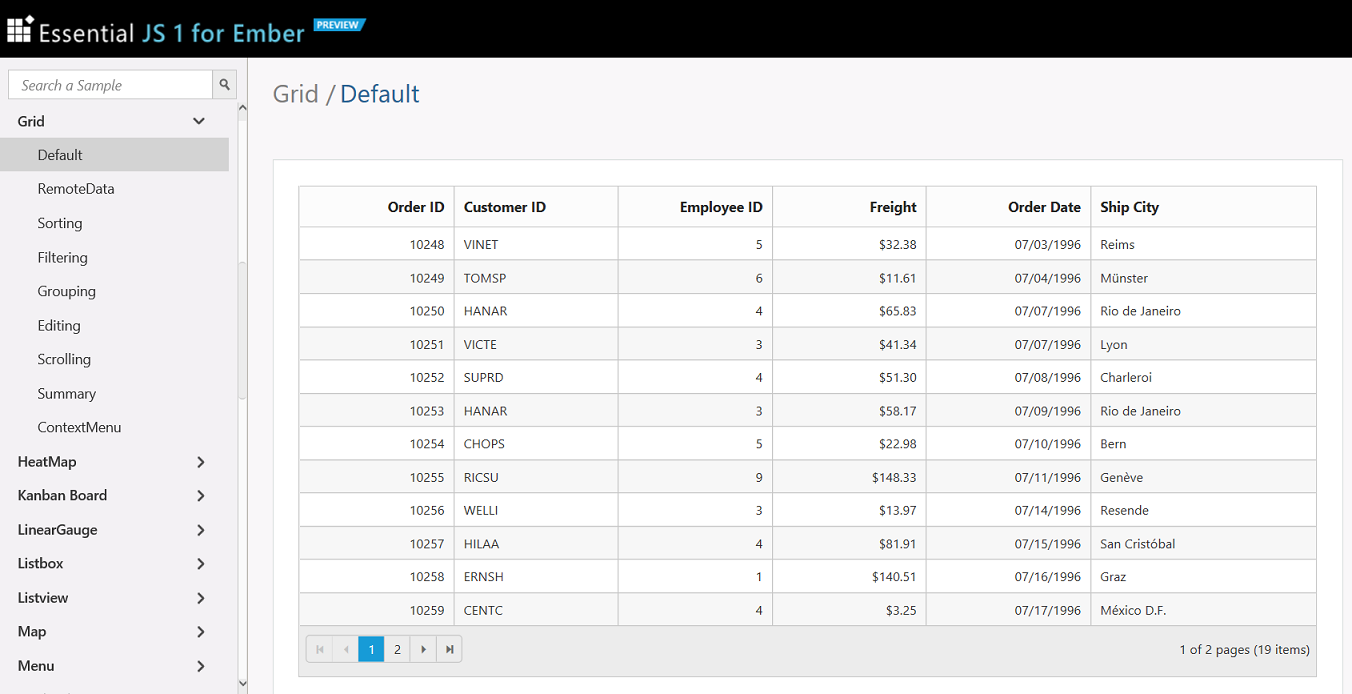 Essential JS 1 for Ember PREVIEW
Search a Sample
Grid
Default
RemoteData
Sorting
Filtering
Grouping
Editing
Scrolling
Summary
ContextMenu
HeatMap
Kanban Board
LinearGauge
Listbox
Listview
Map
Menu
Grid / Default
Order ID Customer ID Employee ID Freight Order Date Ship City
10248 VINET 5 $32.38 07/03/1996 Reims
10249 TOMSP 6 $11.61 07/04/1996 Münster
10250 HANAR 4 $65.83 07/07/1996 Rio de Janeiro
10251 VICTE 3 $41.34 07/07/1996 Lyon
10252 SUPRD 4 $51.30 07/08/1996 Charleroi
10253 HANAR 3 $58.17 07/09/1996 Rio de Janeiro
10254 CHOPS 5 $22.98 07/10/1996 Bern
10255 RICSU 9 $148.33 07/11/1996 Genève
10256 WELLI 3 $13.97 07/14/1996 Resende
10257 HILAA 4 $81.91 07/15/1996 San Cristóbal
10258 ERNSH 1 $140.51 07/16/1996 Graz
10259 CENTC 4 $3.25 07/17/1996 México D.F.
1 2 1 of 2 pages (19 items)